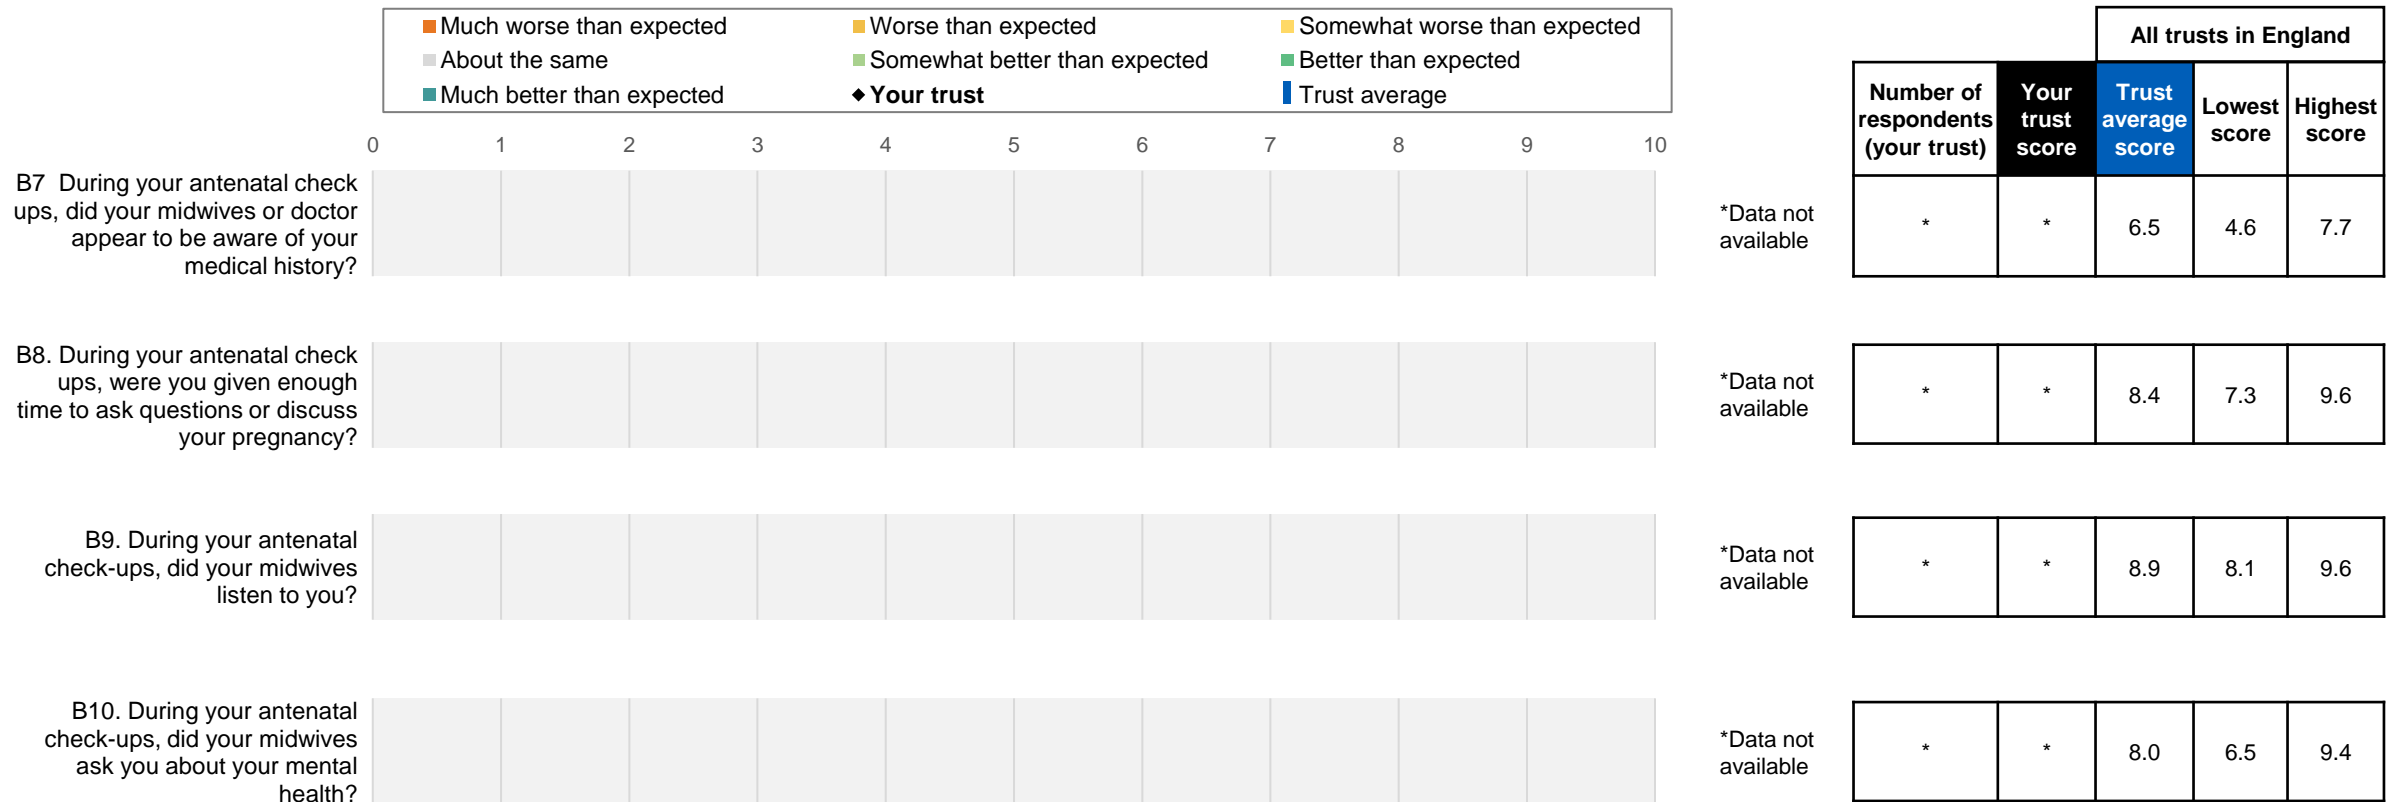 Much worse than expected
Worse than expected
Somewhat worse than expected
About the same
Somewhat better than expected
Better than expected
Much better than expected
Your trust
Trust average
All trusts in England
Number of
respondents
(your trust)
Your
trust
score
Trust
average
score
Lowest
score
Highest
score
0 1 2 3 4 5 6 7 8 9 10
B7 During your antenatal check
ups, did your midwives or doctor
appear to be aware of your
medical history?
*Data not
available
* * 6.5 4.6 7.7
B8. During your antenatal check
ups, were you given enough
time to ask questions or discuss
your pregnancy?
*Data not
available
* * 8.4 7.3 9.6
B9. During your antenatal
check-ups, did your midwives
listen to you?
*Data not
available
* * 8.9 8.1 9.6
B10. During your antenatal
check-ups, did your midwives
ask you about your mental
health?
*Data not
available
* * 8.0 6.5 9.4